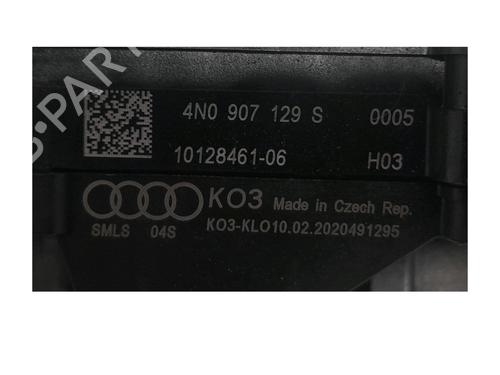 4N0 907 129 S 0005
10128461-06 H03
KO3 Made in Czech Rep.
SMLS 04S KO3-KLO10.02.2020491295